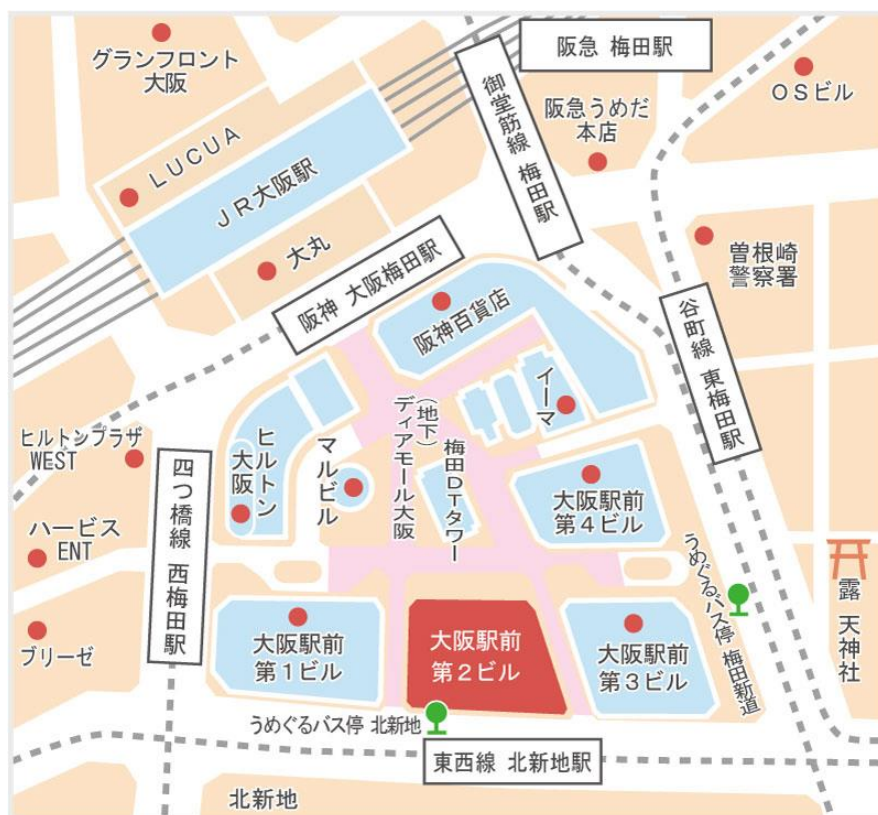 阪急 梅田駅
グランフロント
大阪
御堂筋線 梅田駅
阪急うめだ
本店
ＯＳビル
ＬＵＣＵＡ
ＪＲ大阪駅
大丸
阪神 大阪梅田駅
阪神百貨店
曽根崎
警察署
谷町線 東梅田駅
イーマ
（地下）
ディアモール大阪
梅田ＤＴタワー
ヒルトンプラザ
WEST
四つ橋線 西梅田駅
ヒルトン
大阪
マルビル
大阪駅前
第４ビル
ハービス
ENT
うめぐるバス停 梅田新道
露 天神社
ブリーゼ
大阪駅前
第１ビル
大阪駅前
第２ビル
大阪駅前
第３ビル
うめぐるバス停 北新地
東西線 北新地駅
北新地